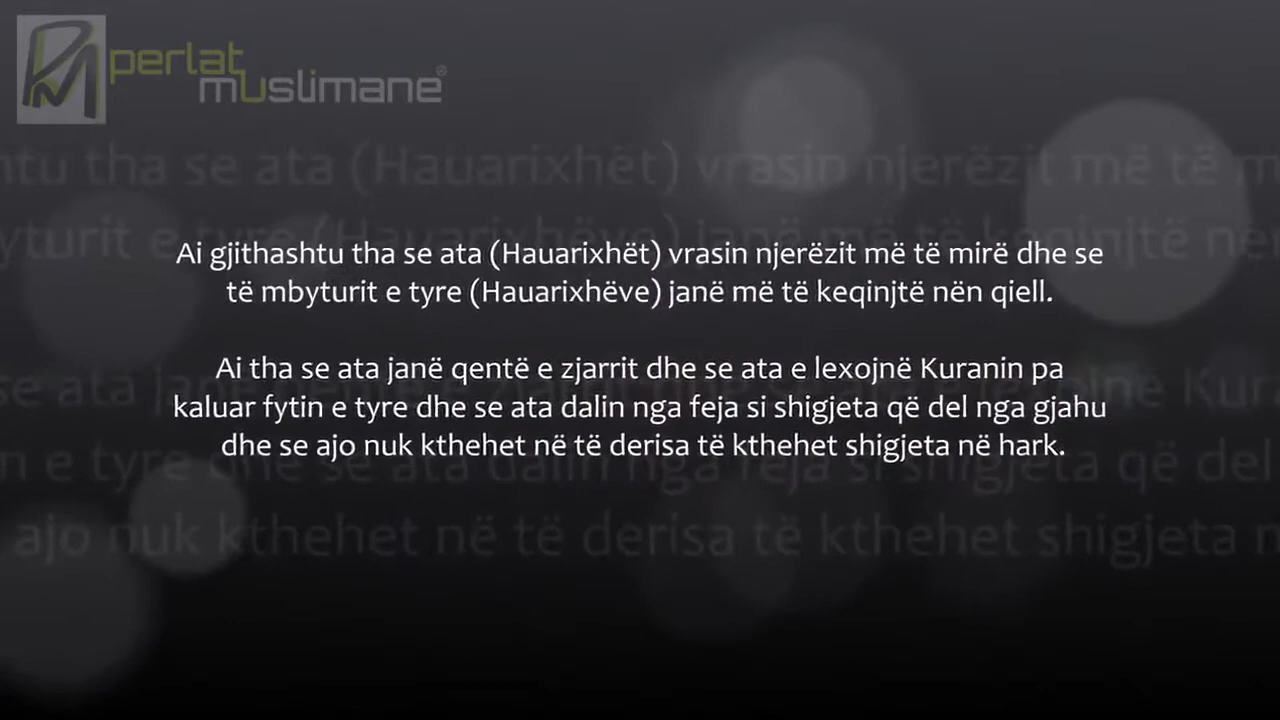 perlat
muslimane®
Ai gjithashtu tha se ata (Hauarixhët) vrasin njerëzit më të mirë dhe se
të mbyturit e tyre (Hauarixhëve) janë më të keqinjtë nën qiell.
Ai tha se ata janë qentë e zjarrit dhe se ata e lexojnë Kuranin pa
kaluar fytin e tyre dhe se ata dalin nga feja si shigjeta që del nga gjahu
dhe se ajo nuk kthehet në të derisa të kthehet shigjeta në hark.